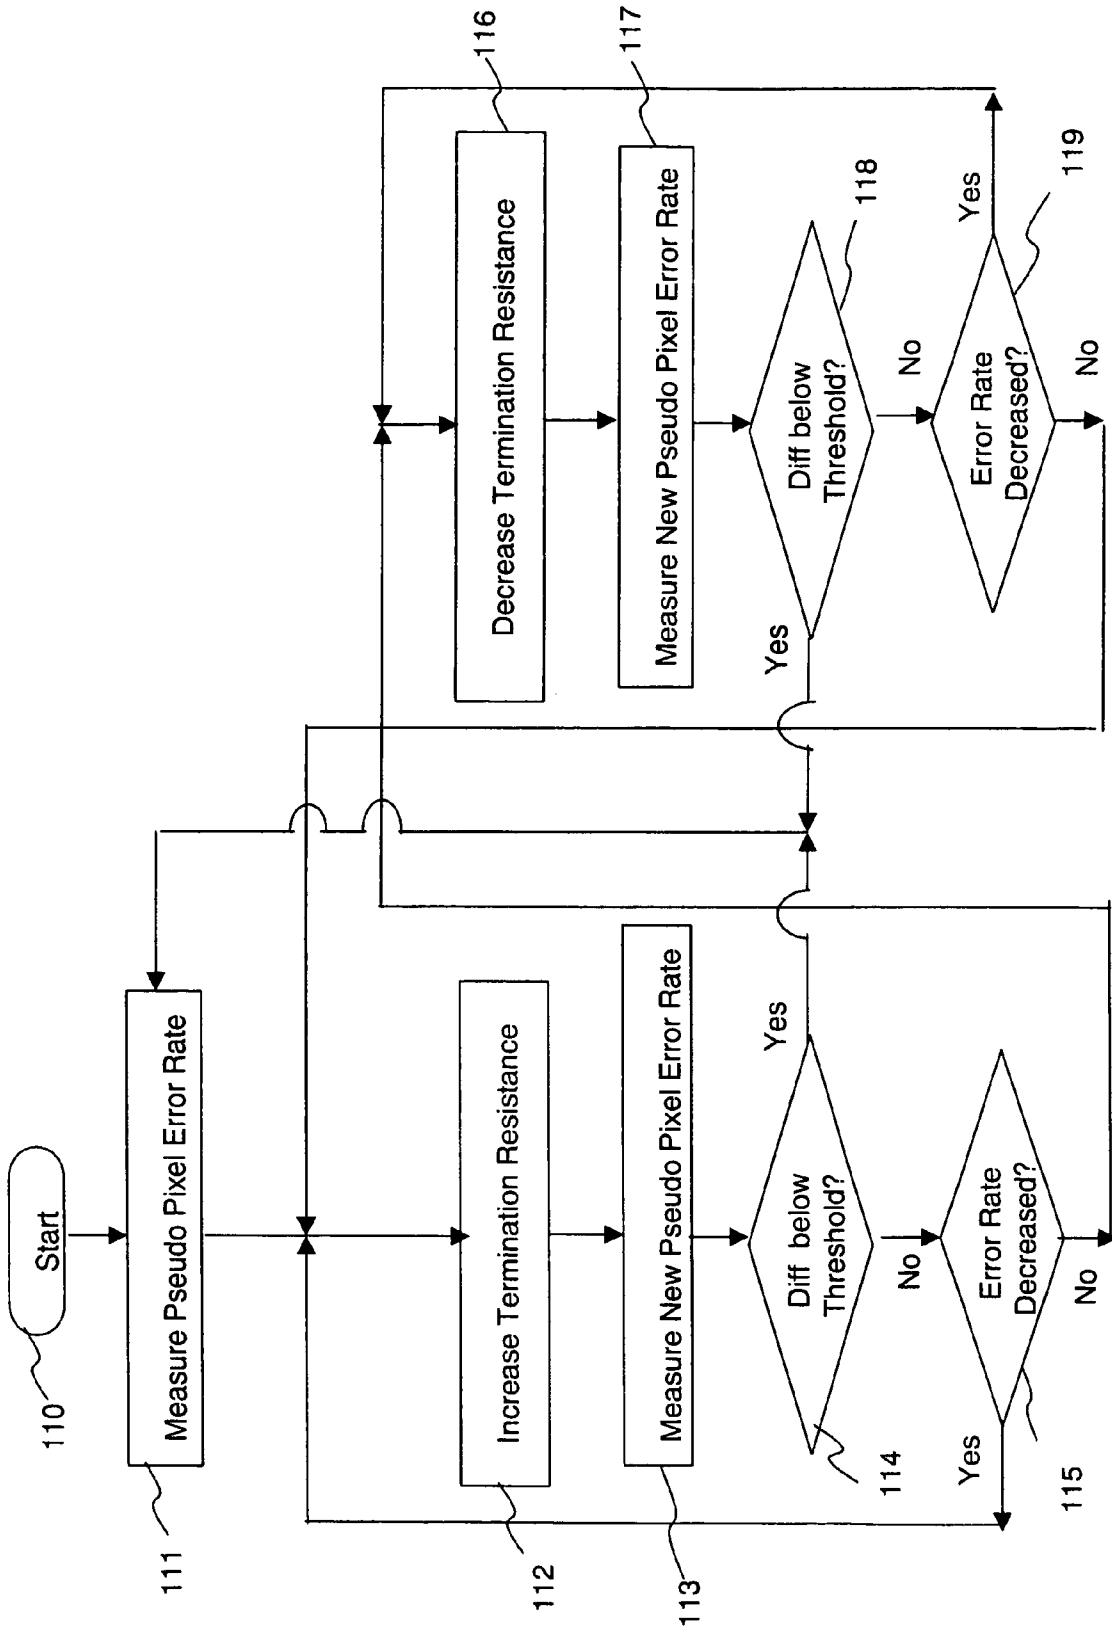 Start
110
Measure Pseudo Pixel Error Rate
111
Increase Termination Resistance
112
Measure New Pseudo Pixel Error Rate
113
Diff below
Threshold?
114
Yes
No
Error Rate
Decreased?
115
Yes
No
Decrease Termination Resistance
116
Measure New Pseudo Pixel Error Rate
117
Diff below
Threshold?
118
Yes
No
Error Rate
Decreased?
119
Yes
No